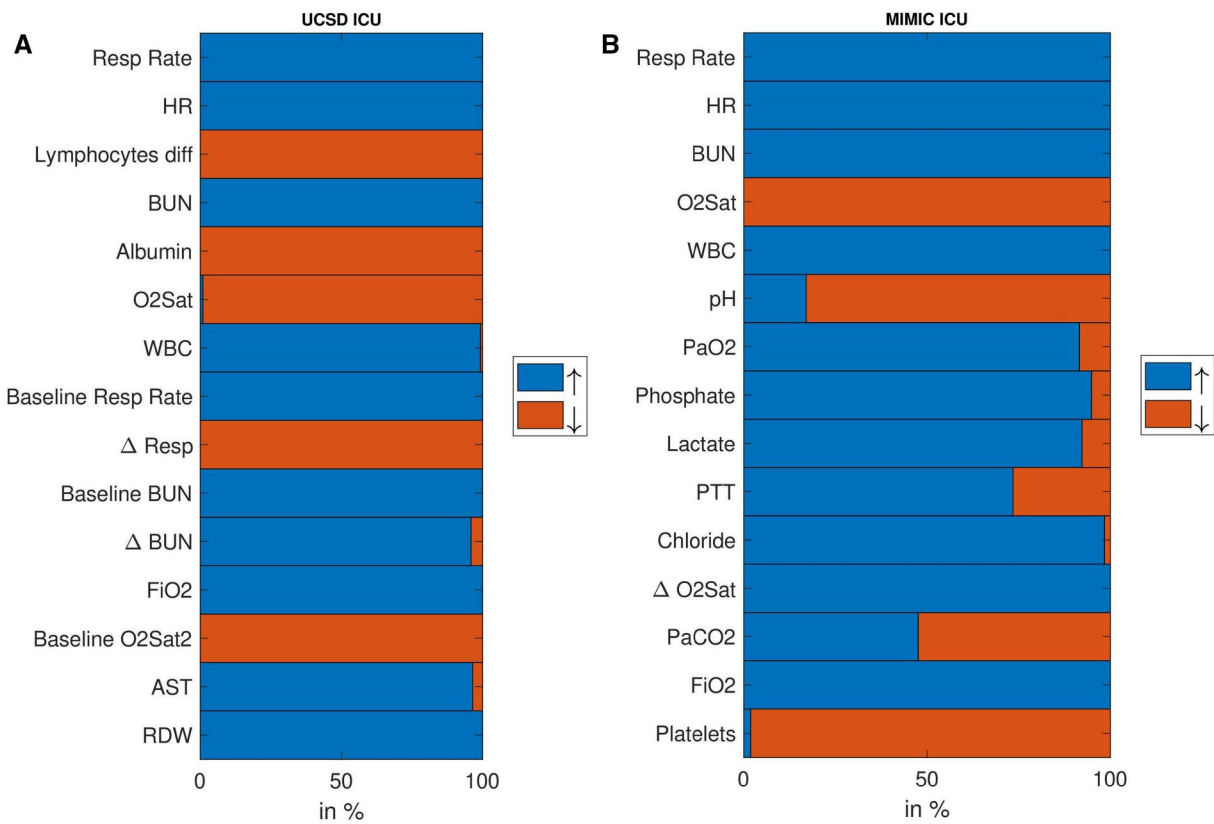 UCSD ICU
A
Resp Rate
HR
Lymphocytes diff
BUN
Albumin
O2Sat
WBC
Baseline Resp Rate
Δ Resp
Baseline BUN
Δ BUN
FiO2
Baseline O2Sat2
AST
RDW
0 50 100
in %
↑
↓
MIMIC ICU
B
Resp Rate
HR
BUN
O2Sat
WBC
pH
PaO2
Phosphate
Lactate
PTT
Chloride
Δ O2Sat
PaCO2
FiO2
Platelets
0 50 100
in %
↑
↓